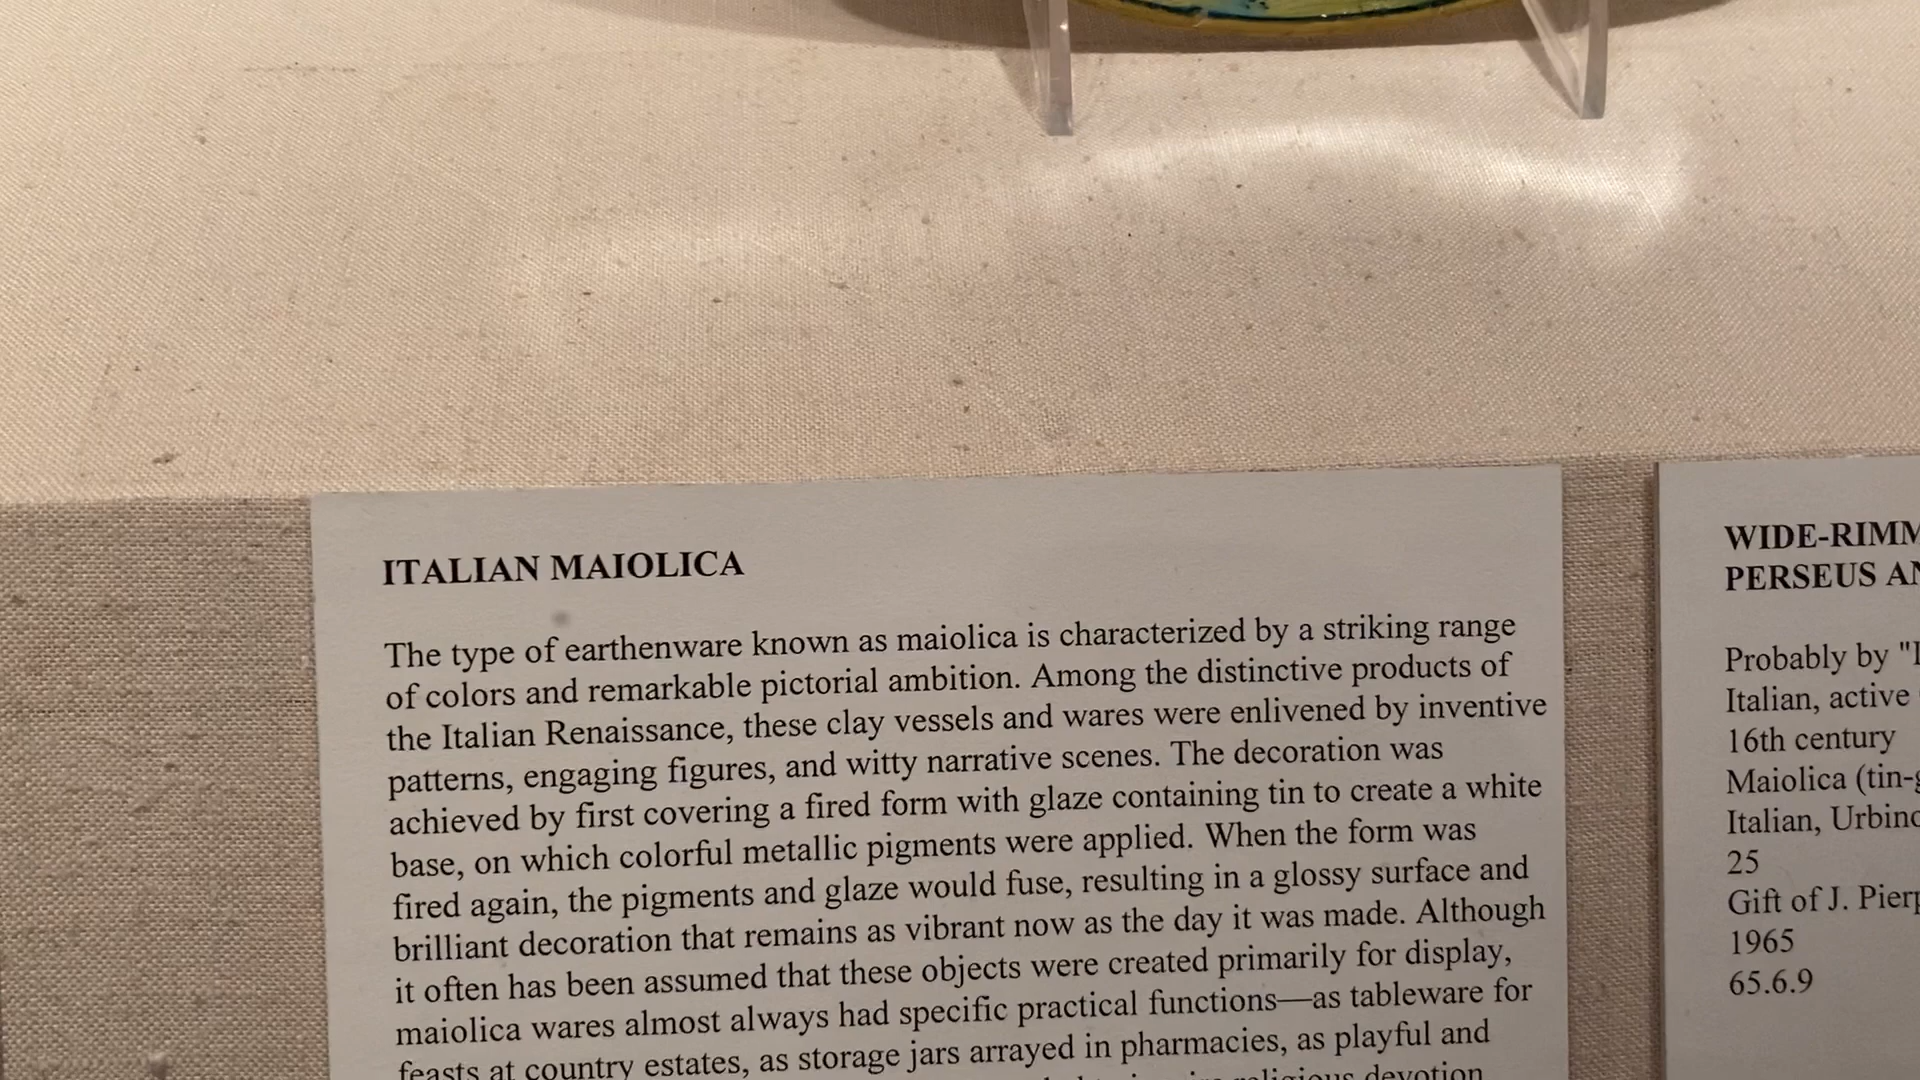 ITALIAN MAIOLICA
The type of earthenware known as maiolica is characterized by a striking range
of colors and remarkable pictorial ambition. Among the distinctive products of
the Italian Renaissance, these clay vessels and wares were enlivened by inventive
patterns, engaging figures, and witty narrative scenes. The decoration was
achieved by first covering a fired form with glaze containing tin to create a white
base, on which colorful metallic pigments were applied. When the form was
fired again, the pigments and glaze would fuse, resulting in a glossy surface and
brilliant decoration that remains as vibrant now as the day it was made. Although
it often has been assumed that these objects were created primarily for display,
maiolica wares almost always had specific practical functions—as tableware for
feasts at country estates, as storage jars arrayed in pharmacies, as playful and
religious devotion
WIDE-RIMM
PERSEUS AN
Probably by "
Italian, active
16th century
Maiolica (tin-g
Italian, Urbino
25
Gift of J. Pierp
1965
65.6.9